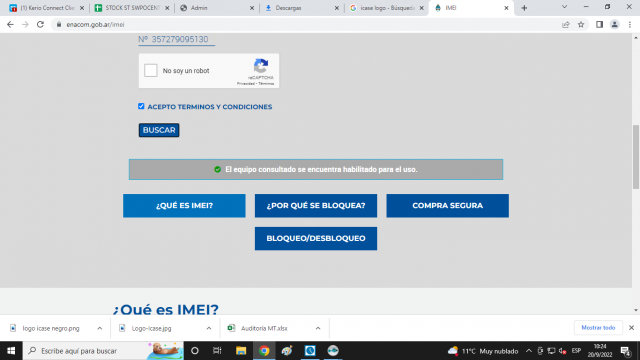 (1) Kerio Connect Clie
STOCK ST SWPOCENT
Admin
Descargas
icase logo - Búsqueda
IMEI
enacom.gob.ar/imei
Nº 357279095130
No soy un robot
reCAPTCHA
Privacidad - Términos
ACEPTO TERMINOS Y CONDICIONES
BUSCAR
El equipo consultado se encuentra habilitado para el uso.
¿QUÉ ES IMEI?
¿POR QUÉ SE BLOQUEA?
COMPRA SEGURA
BLOQUEO/DESBLOQUEO
¿Qué es IMEI?
logo icase negro.png
Logo-icase.jpg
Auditoría MT.xlsx
Mostrar todo
Escribe aquí para buscar
11°C Muy nublado
ESP
10:24
20/9/2022